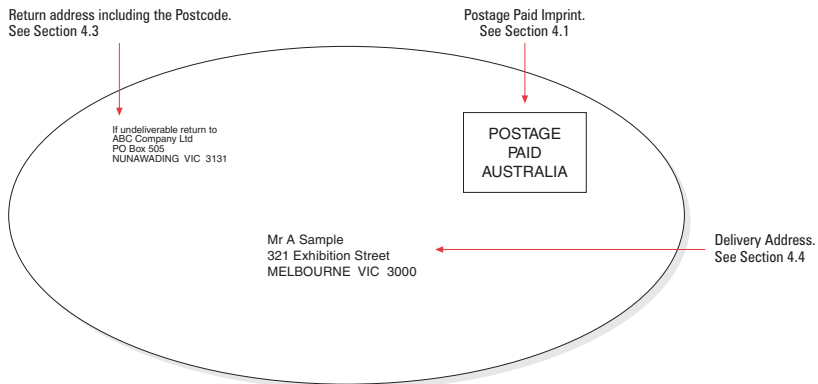 Return address including the Postcode.
See Section 4.3
Postage Paid Imprint.
See Section 4.1
If undeliverable return to
ABC Company Ltd
PO Box 505
NUNAWADING VIC 3131
POSTAGE
PAID
AUSTRALIA
Mr A Sample
321 Exhibition Street
MELBOURNE VIC 3000
Delivery Address.
See Section 4.4